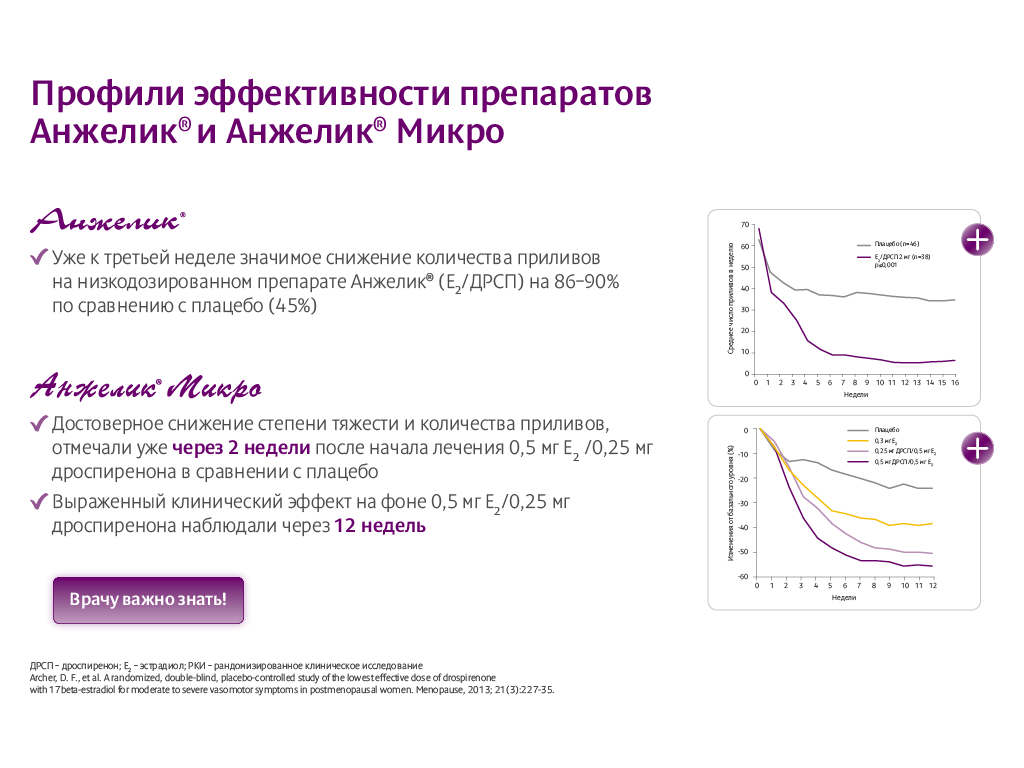 Профили эффективности препаратов
Анжелик® и Анжелик® Микро
Анжелик®
Уже к третьей неделе значимое снижение количества приливов
на низкодозированном препарате Анжелик® (E2/ДРСП) на 86–90%
по сравнению с плацебо (45%)
Анжелик® Микро
Достоверное снижение степени тяжести и количества приливов,
отмечали уже через 2 недели после начала лечения 0,5 мг E2 /0,25 мг
дроспиренона в сравнении с плацебо
Выраженный клинический эффект на фоне 0,5 мг E2/0,25 мг
дроспиренона наблюдали через 12 недель
Врачу важно знать!
ДРСП – дроспиренон; E2 – эстрадиол; РКИ – рандомизированное клиническое исследование
Archer, D. F., et al. A randomized, double-blind, placebo-controlled study of the lowest effective dose of drospirenone
with 17beta-estradiol for moderate to severe vasomotor symptoms in postmenopausal women. Menopause, 2013; 21(3):227-35.
Среднее число приливов в неделю
70
60
50
40
30
20
10
0
0 1 2 3 4 5 6 7 8 9 10 11 12 13 14 15 16
Недели
Плацебо (n=46)
E2/ДРСП 2 мг (n=38)
p≤0,001
Изменения от базального уровня (%)
0
-10
-20
-30
-40
-50
-60
0 1 2 3 4 5 6 7 8 9 10 11 12
Недели
Плацебо
0,3 мг E2
0,25 мг ДРСП/0,5 мг E2
0,5 мг ДРСП/0,5 мг E2